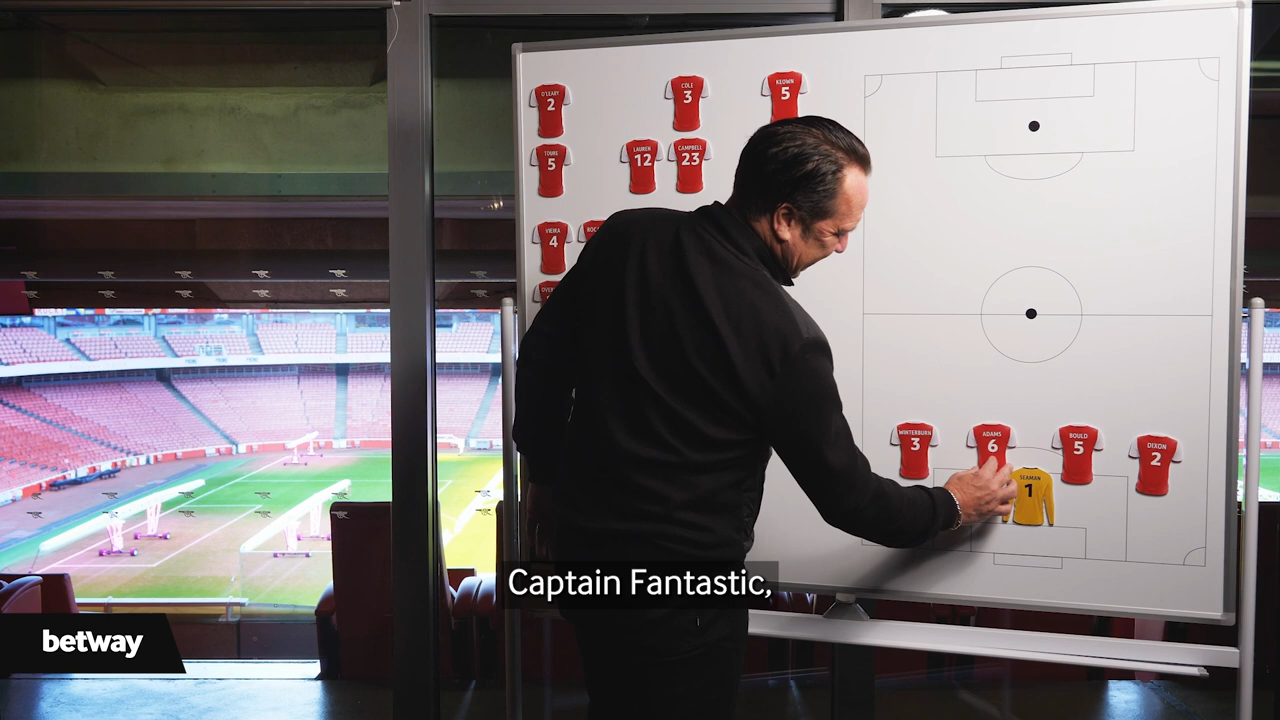 O'LEARY
2
COLE
3
KEOWN
5
TOURE
5
LAUREN
12
CAMPBELL
23
VIEIRA
4
WINTERBURN
3
ADAMS
6
BOULD
5
DIXON
2
SEAMAN
1
Captain Fantastic,
betway